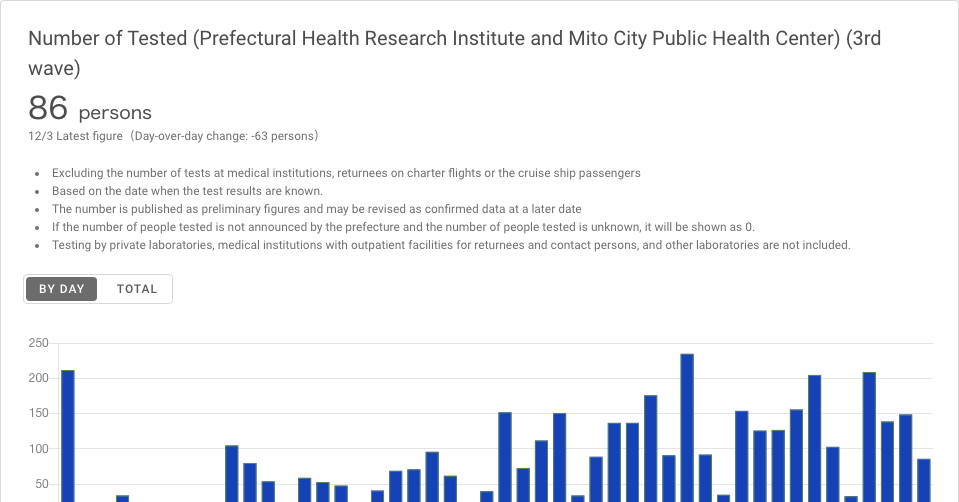 Number of Tested (Prefectural Health Research Institute and Mito City Public Health Center) (3rd
wave)
86 persons
12/3 Latest figure（Day-over-day change: -63 persons）
• Excluding the number of tests at medical institutions, returnees on charter flights or the cruise ship passengers
• Based on the date when the test results are known.
• The number is published as preliminary figures and may be revised as confirmed data at a later date
• If the number of people tested is not announced by the prefecture and the number of people tested is unknown, it will be shown as 0.
• Testing by private laboratories, medical institutions with outpatient facilities for returnees and contact persons, and other laboratories are not included.
BY DAY TOTAL
250
200
150
100
50